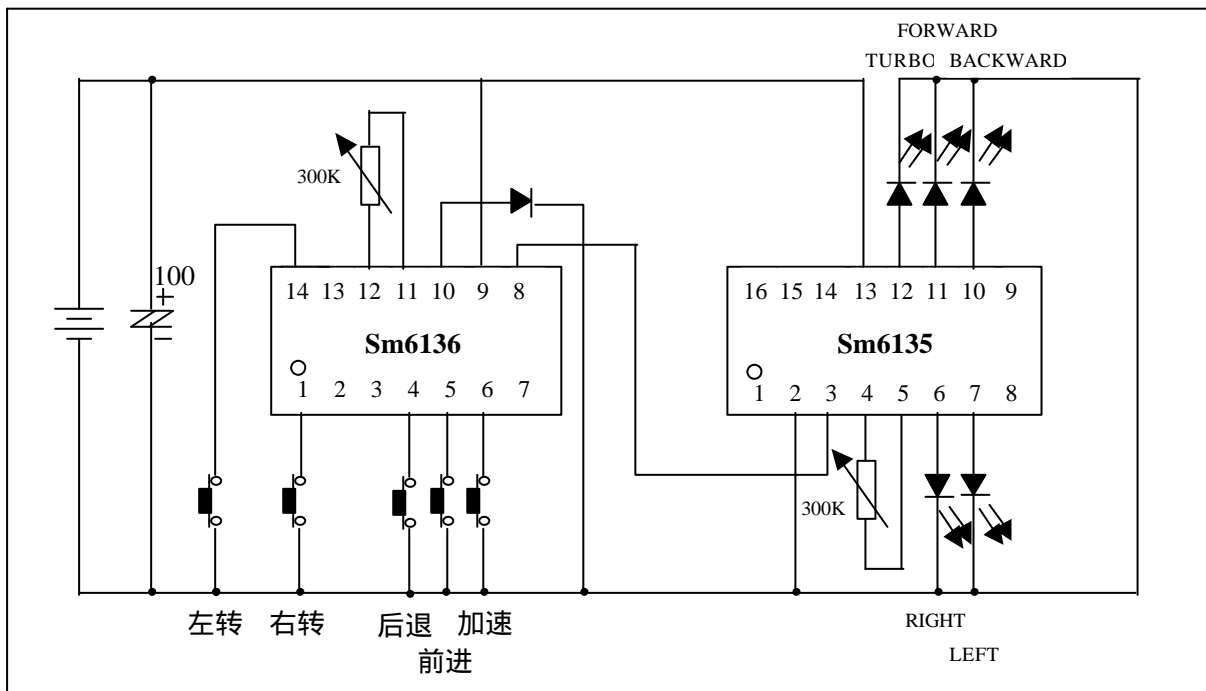 FORWARD
TURBO BACKWARD
300K
100
+
14 13 12 11 10 9 8
Sm6136
1 2 3 4 5 6 7
16 15 14 13 12 11 10 9
Sm6135
1 2 3 4 5 6 7 8
300K
左转 右转 后退 加速
前进
RIGHT
LEFT